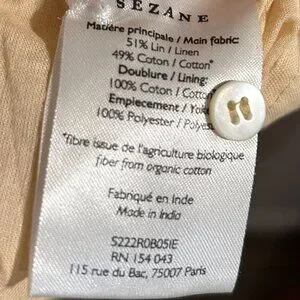 SÉZANE
Matière principale / Main fabric:
51% Lin / Linen
49% Coton / Cotton*
Doublure / Lining:
100% Coton / Cotton*
Empiecement / Yoke
100% Polyester / Polyes
*fibre issue de l'agriculture biologique
fiber from organic cotton
Fabriqué en Inde
Made in India
S222R0B05IE
RN 154 043
115 rue du Bac, 75007 Paris